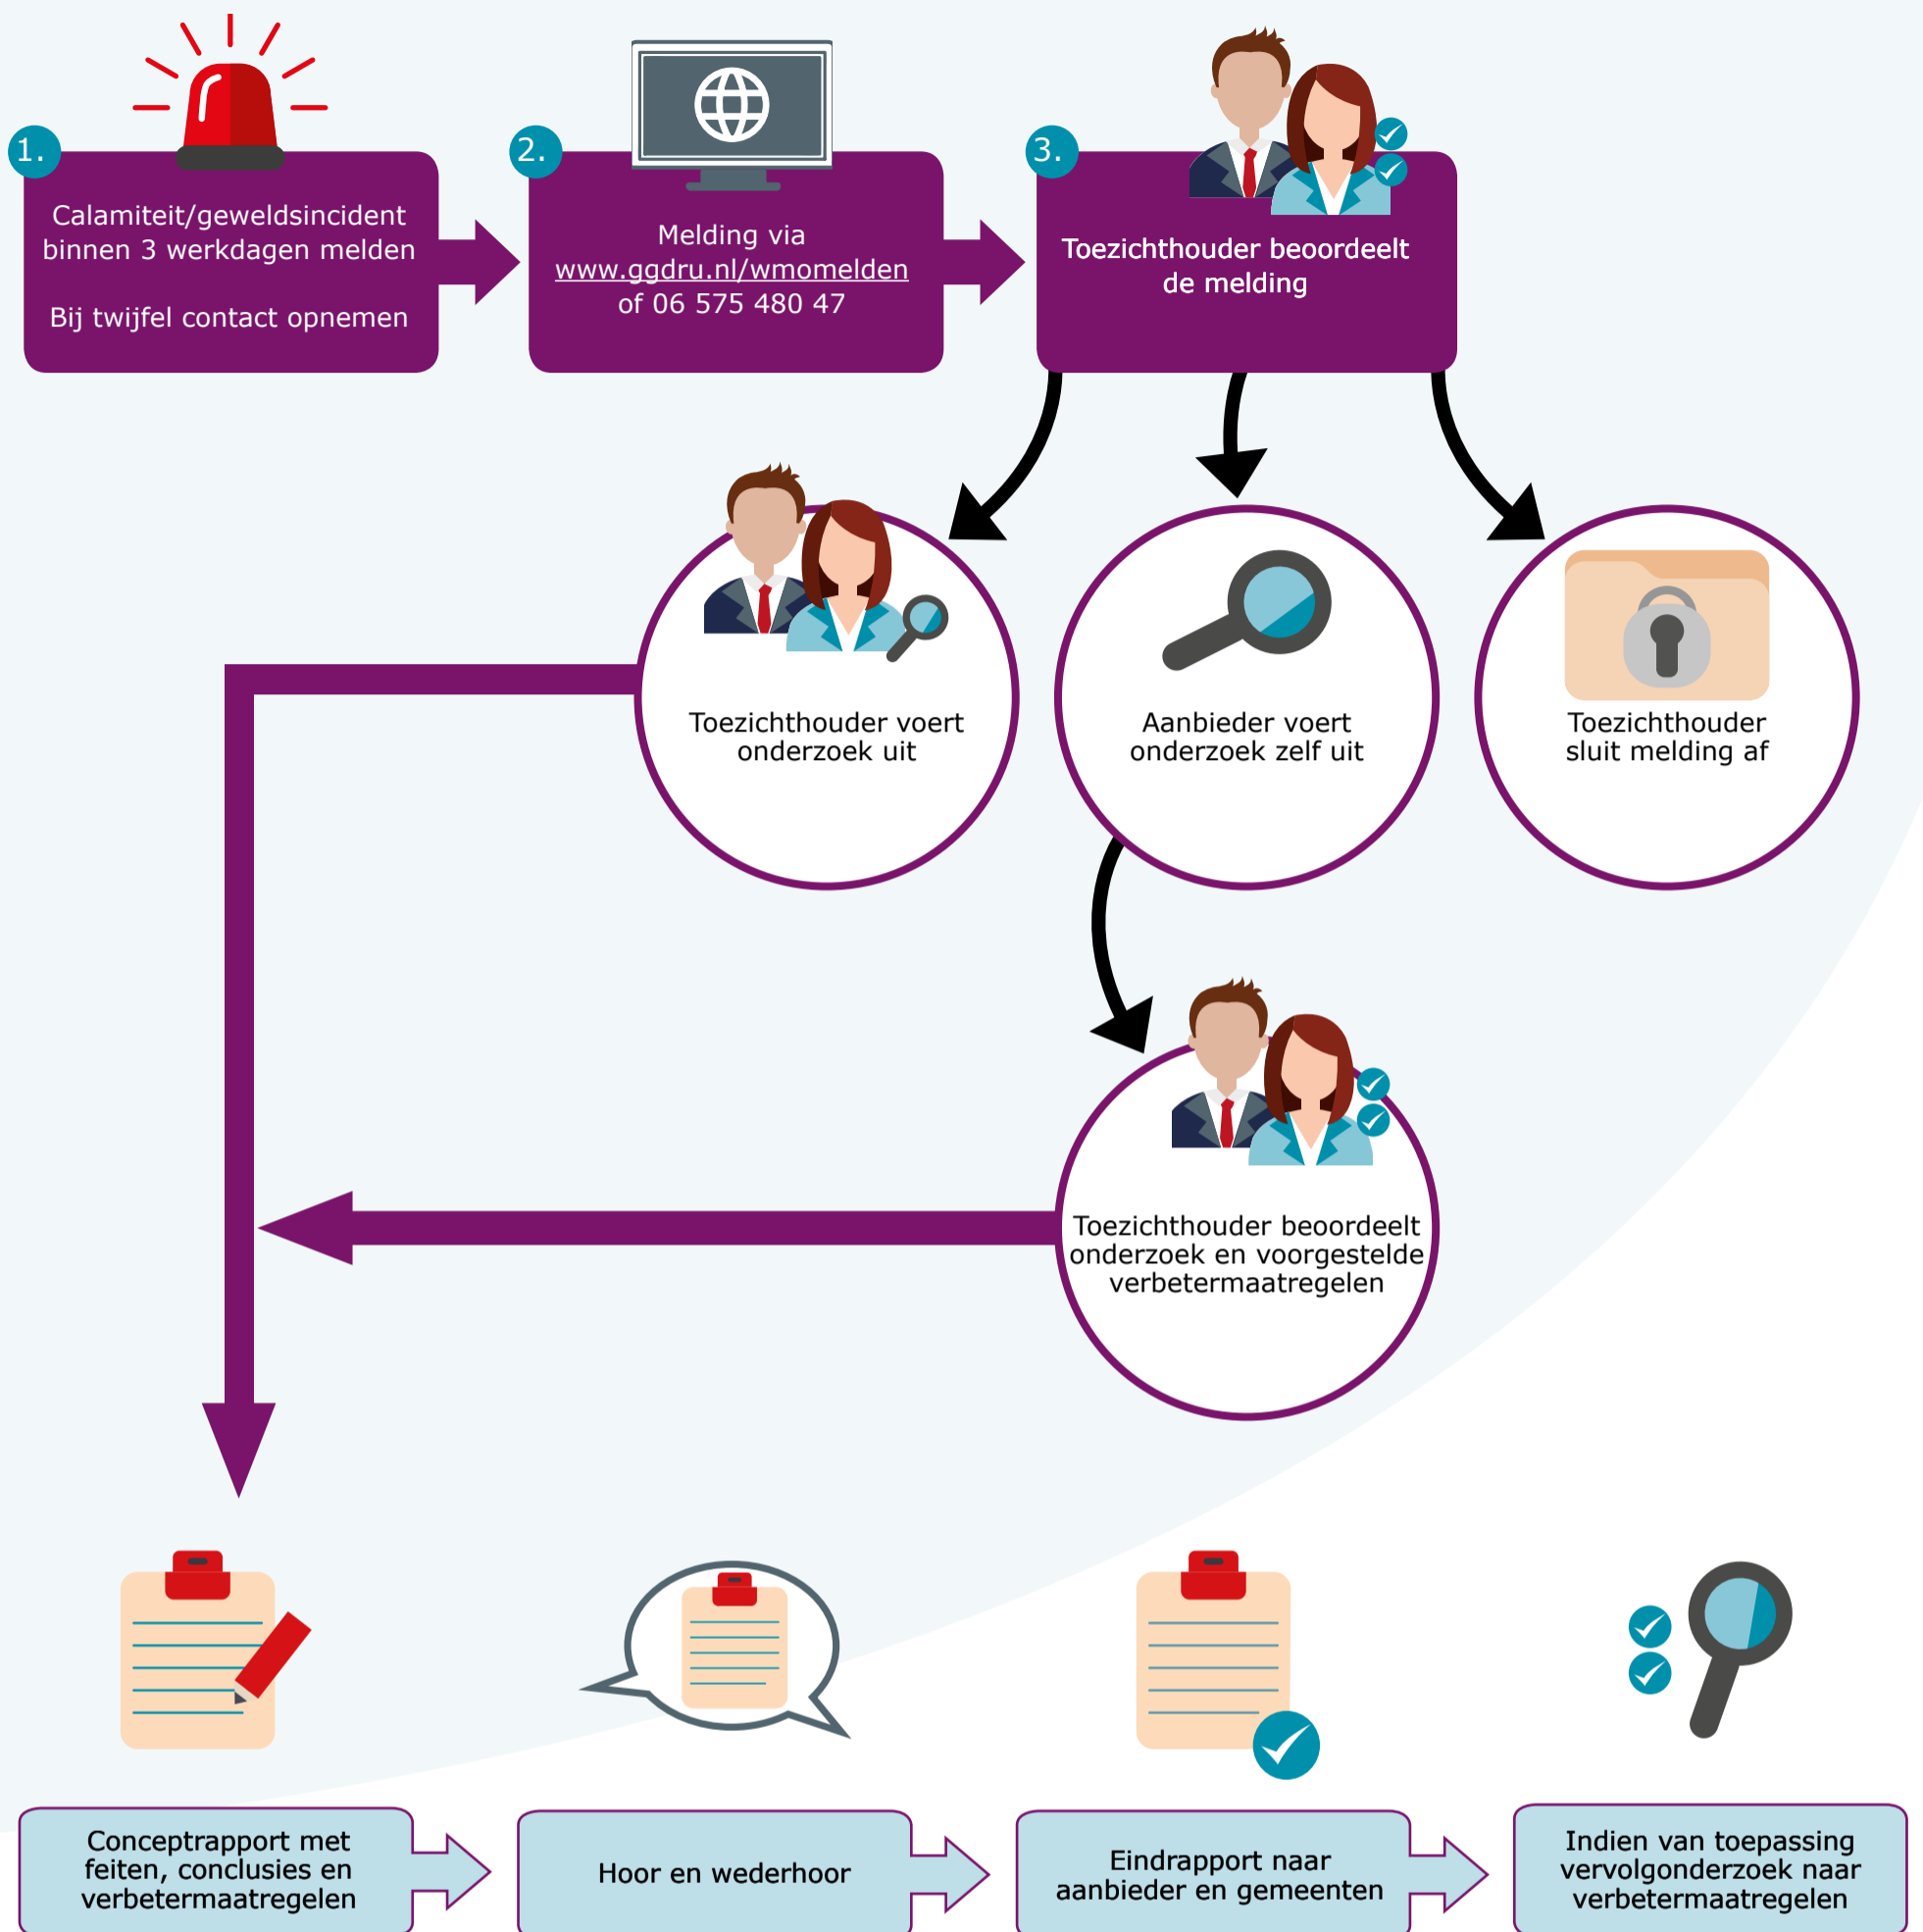 1.
Calamiteit/geweldsincident
binnen 3 werkdagen melden
Bij twijfel contact opnemen
2.
Melding via
www.ggdru.nl/wmomelden
of 06 575 480 47
3.
Toezichthouder beoordeelt
de melding
Toezichthouder voert
onderzoek uit
Aanbieder voert
onderzoek zelf uit
Toezichthouder
sluit melding af
Toezichthouder beoordeelt
onderzoek en voorgestelde
verbetermaatregelen
Conceptrapport met
feiten, conclusies en
verbetermaatregelen
Hoor en wederhoor
Eindrapport naar
aanbieder en gemeenten
Indien van toepassing
vervolgonderzoek naar
verbetermaatregelen